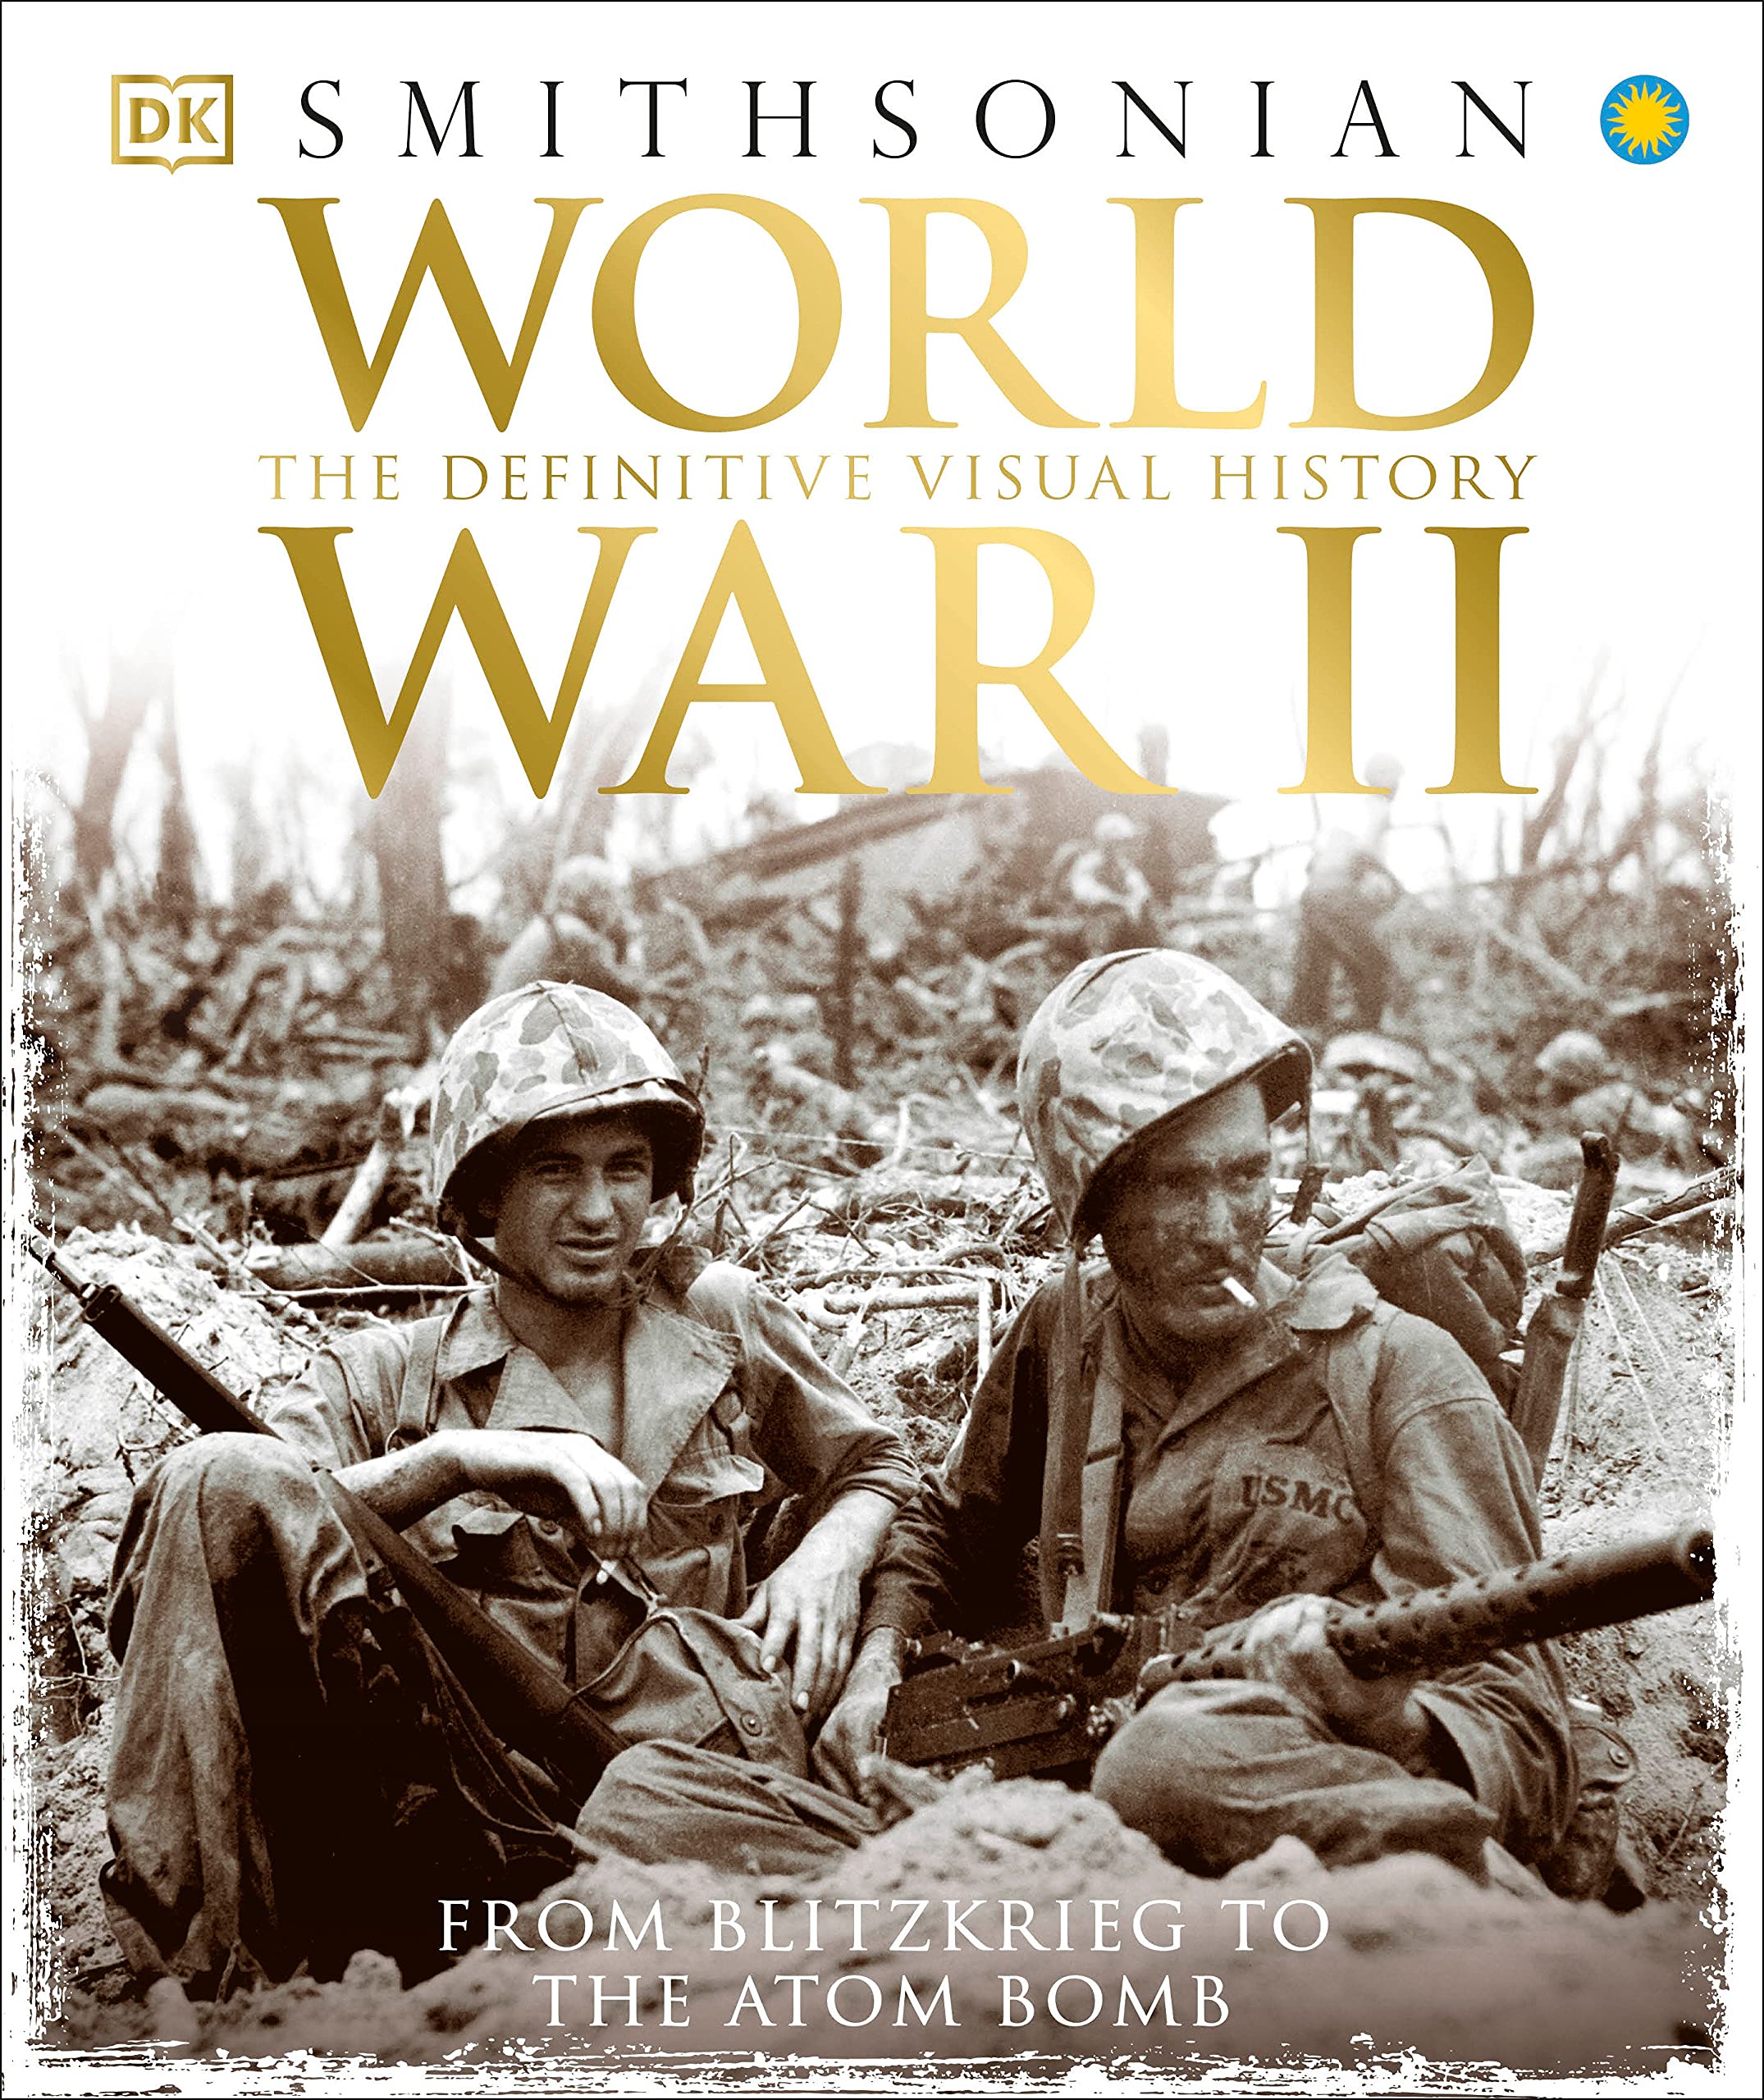 DK SMITHSONIAN
WORLD
THE DEFINITIVE VISUAL HISTORY
WAR II
USMC
FROM BLITZKRIEG TO
THE ATOM BOMB